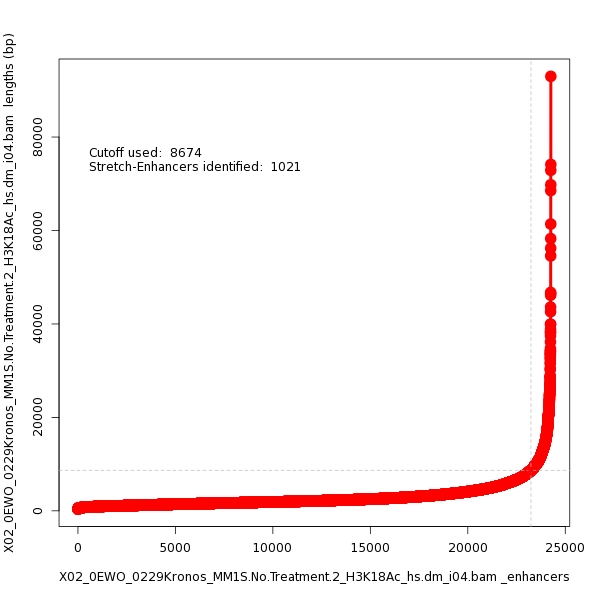 X02_0EWO_0229Kronos_MM1S.No.Treatment.2_H3K18Ac_hs.dm_i04.bam lengths (bp)
80000
60000
40000
20000
0
Cutoff used: 8674
Stretch-Enhancers identified: 1021
0 5000 10000 15000 20000 25000
X02_0EWO_0229Kronos_MM1S.No.Treatment.2_H3K18Ac_hs.dm_i04.bam _enhancers